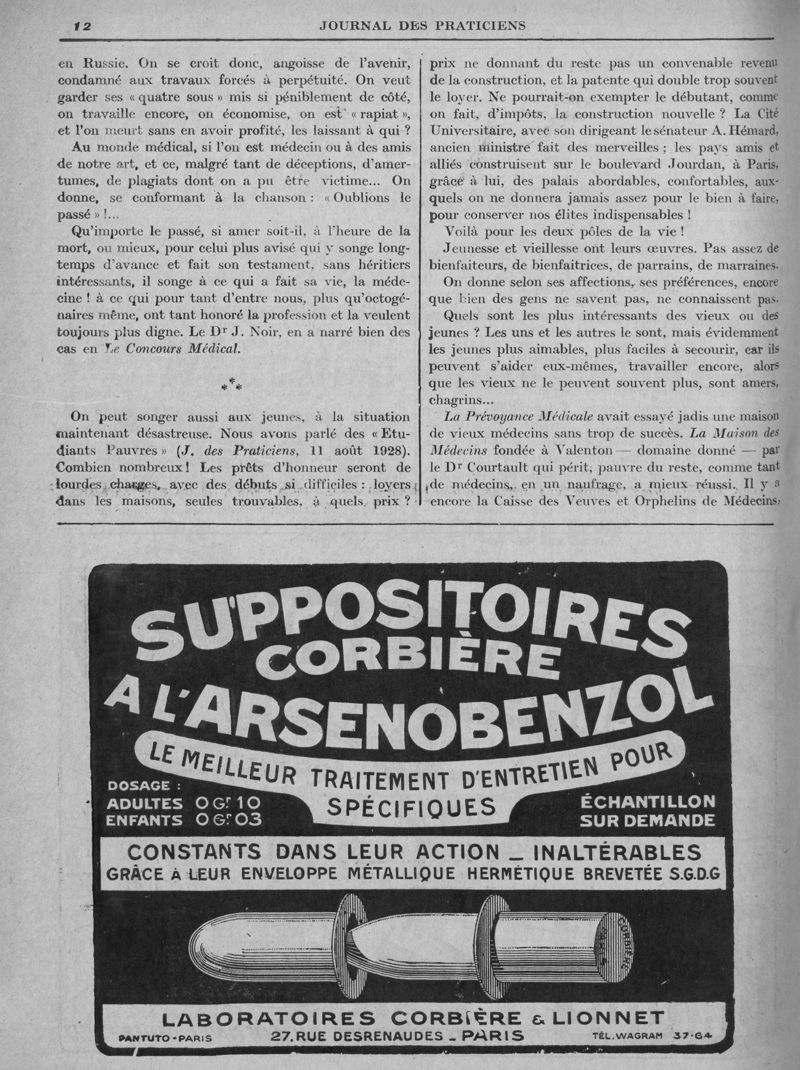 12
JOURNAL DES PRATICIENS
en Russie. On se croit donc, angoisse de l'avenir,
condamné aux travaux forcés à perpétuité. On veut
garder ses « quatre sous » mis si péniblement de côté,
on travaille encore, on économise, on est « rapiat »,
et l'on meurt sans en avoir profité, les laissant à qui ?
Au monde médical, si l'on est médecin ou à des amis
de notre art, et ce, malgré tant de déceptions, d'amer-
tumes, de plagiats dont on a pu être victime... On
donne, se conformant à la chanson : « Oublions le
passé » !...
Qu'importe le passé, si amer soit-il, à l'heure de la
mort, ou mieux, pour celui plus avisé qui y songe long-
temps d'avance et fait son testament, sans héritiers
intéressants, il songe à ce qui a fait sa vie, la méde-
cine ! à ce qui pour tant d'entre nous, plus qu'octogé-
naires même, ont tant honoré la profession et la veulent
toujours plus digne. Le Dr J. Noir, en a narré bien des
cas en Le Concours Médical.
***
On peut songer aussi aux jeunes, à la situation
maintenant désastreuse. Nous avons parlé des « Etu-
diants Pauvres » (J. des Praticiens, 11 août 1928).
Combien nombreux ! Les prêts d'honneur seront de
lourdes charges, avec des débuts si difficiles : loyers
dans les maisons, seules trouvables, à quels prix ?
prix ne donnant du reste pas un convenable revenu
de la construction, et la patente qui double trop souvent
le loyer. Ne pourrait-on exempter le débutant, comme
on fait, d'impôts, la construction nouvelle ? La Cité
Universitaire, avec son dirigeant le sénateur A. Hémard,
ancien ministre fait des merveilles ; les pays amis et
alliés construisent sur le boulevard Jourdan, à Paris,
grâce à lui, des palais abordables, confortables, aux-
quels on ne donnera jamais assez pour le bien à faire,
pour conserver nos élites indispensables !
Voilà pour les deux pôles de la vie !
Jeunesse et vieillesse ont leurs œuvres. Pas assez de
bienfaiteurs, de bienfaitrices, de parrains, de marraines.
On donne selon ses affections, ses préférences, encore
que bien des gens ne savent pas, ne connaissent pas.
Quels sont les plus intéressants des vieux ou des
jeunes ? Les uns et les autres le sont, mais évidemment
les jeunes plus aimables, plus faciles à secourir, car ils
peuvent s'aider eux-mêmes, travailler encore, alors
que les vieux ne le peuvent souvent plus, sont amers,
chagrins...
La Prévoyance Médicale avait essayé jadis une maison
de vieux médecins sans trop de succès. La Maison des
Médecins fondée à Valenton — domaine donné — par
le Dr Courtault qui périt, pauvre du reste, comme tant
de médecins, en un naufrage, a mieux réussi. Il y a
encore la Caisse des Veuves et Orphelins de Médecins,
SUPPOSITOIRES
CORBIÈRE
A L'ARSENOBENZOL
LE MEILLEUR TRAITEMENT D'ENTRETIEN POUR
SPÉCIFIQUES
DOSAGE :
ADULTES 0 Gr 10
ENFANTS 0 Gr 03
ÉCHANTILLON
SUR DEMANDE
CONSTANTS DANS LEUR ACTION _ INALTÉRABLES
GRÂCE À LEUR ENVELOPPE MÉTALLIQUE HERMÉTIQUE BREVETÉE S.G.D.G
CORBIÈRE
LABORATOIRES CORBIÈRE & LIONNET
PANTUTO - PARIS
27. RUE DESRENAUDES _ PARIS
TÉL. WAGRAM 37-64